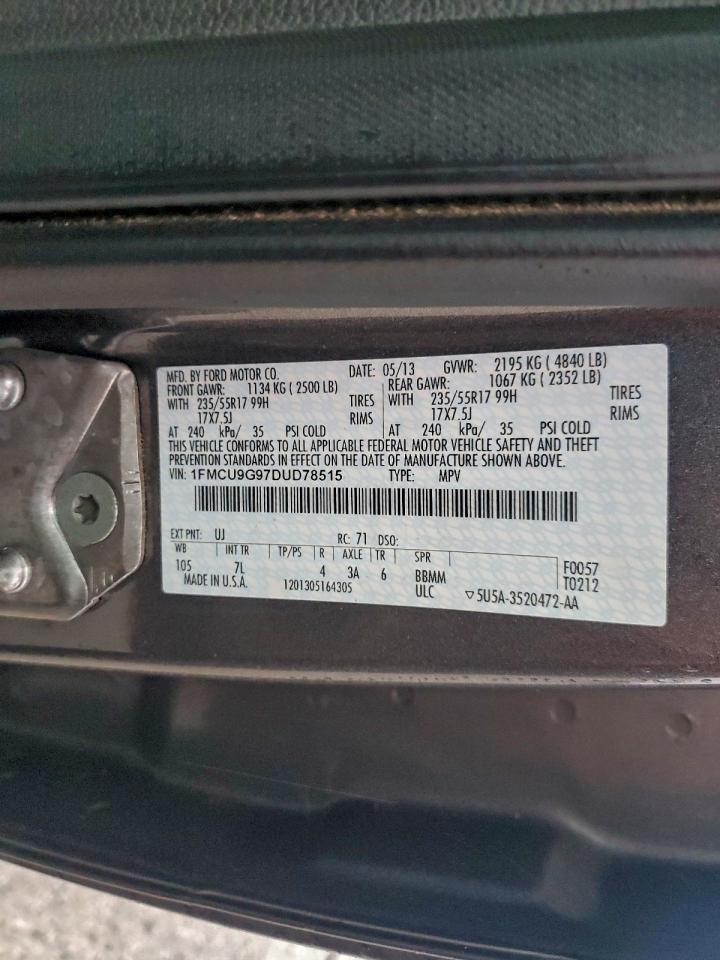 MFD. BY FORD MOTOR CO. DATE: 05/13 GVWR: 2195 KG ( 4840 LB)
FRONT GAWR: 1134 KG ( 2500 LB) REAR GAWR: 1067 KG ( 2352 LB)
WITH 235/55R17 99H TIRES WITH 235/55R17 99H TIRES
17X7.5J RIMS 17X7.5J RIMS
AT 240 kPa/ 35 PSI COLD AT 240 kPa/ 35 PSI COLD
THIS VEHICLE CONFORMS TO ALL APPLICABLE FEDERAL MOTOR VEHICLE SAFETY AND THEFT
PREVENTION STANDARDS IN EFFECT ON THE DATE OF MANUFACTURE SHOWN ABOVE.
VIN: 1FMCU9G97DUD78515 TYPE: MPV
EXT PNT: UJ RC: 71 DSO:
WB INT TR TP/PS R AXLE TR SPR
105 7L 4 3A 6 BBMM F0057
MADE IN U.S.A. 1201305164305 ULC T0212
▽5U5A-3520472-AA